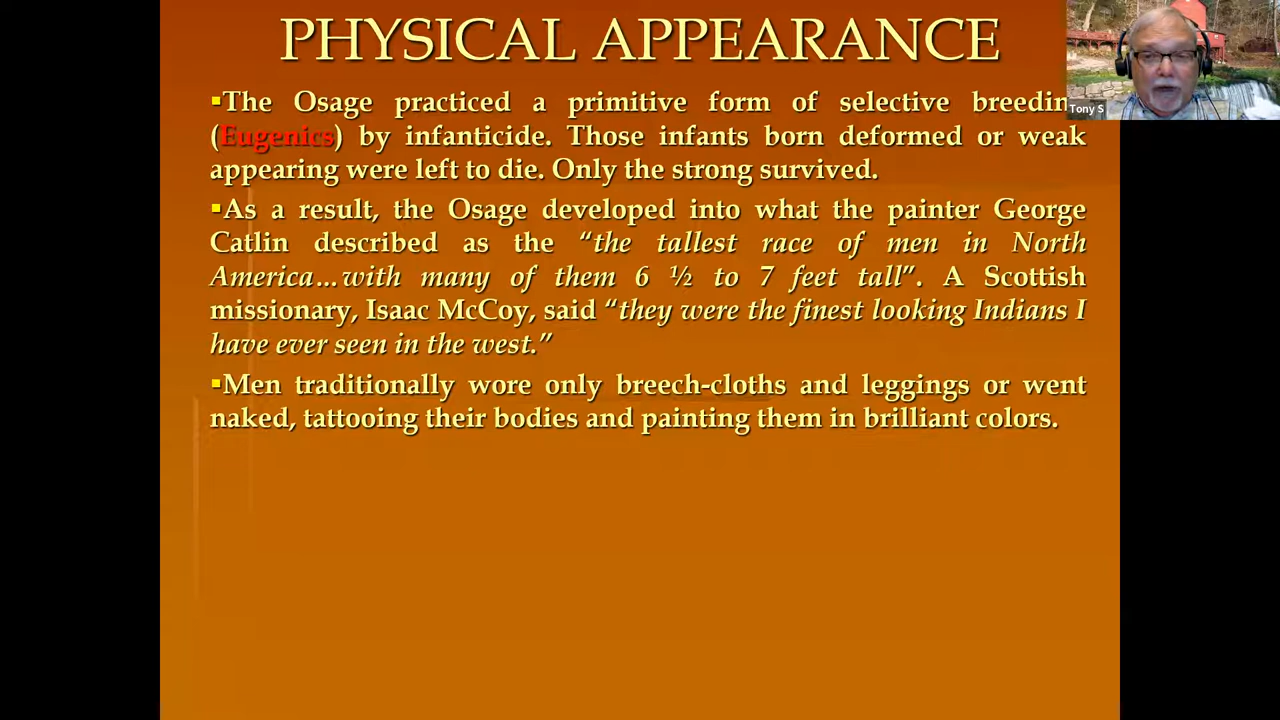 PHYSICAL APPEARANCE
▪The Osage practiced a primitive form of selective breedin
(Eugenics) by infanticide. Those infants born deformed or weak
appearing were left to die. Only the strong survived.
▪As a result, the Osage developed into what the painter George
Catlin described as the “the tallest race of men in North
America…with many of them 6 ½ to 7 feet tall”. A Scottish
missionary, Isaac McCoy, said “they were the finest looking Indians I
have ever seen in the west.”
▪Men traditionally wore only breech-cloths and leggings or went
naked, tattooing their bodies and painting them in brilliant colors.
Tony S